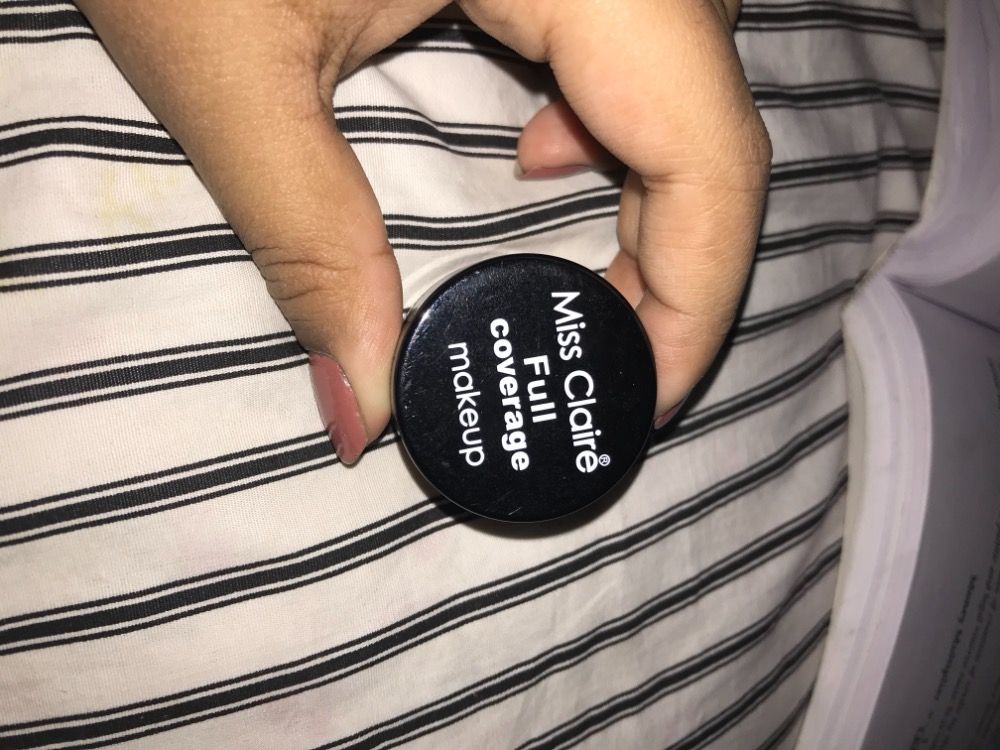 Miss Claire®
Full
coverage
makeup